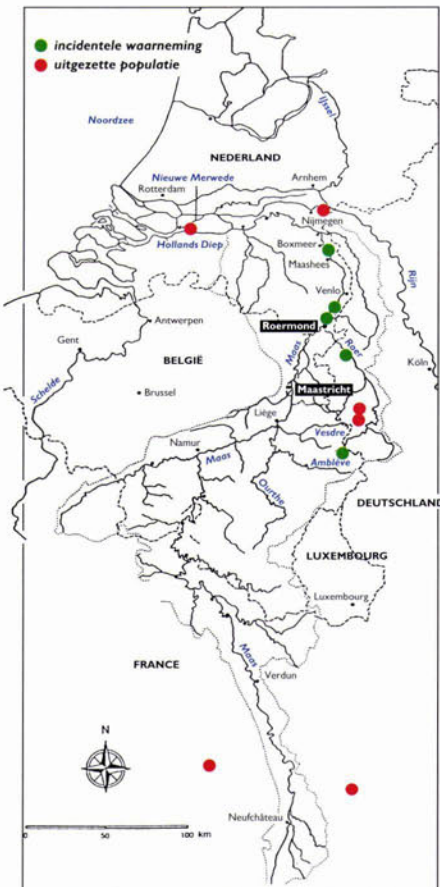 incidentele waarneming
uitgezette populatie
IJssel
Noordzee
NEDERLAND
Nieuwe Merwede
Arnhem
Rotterdam
Nijmegen
Hollands Diep
Boxmeer
Maashees
Rijn
Venlo
Antwerpen
Roermond
Gent
Maas
Roer
BELGIË
Köln
Schelde
Maastricht
Brussel
Liège
Vesdre
Namur
Maas
Amblève
Ourthe
DEUTSCHLAND
LUXEMBOURG
Luxembourg
Maas
FRANCE
Verdun
N
Neufchâteau
0 100 km